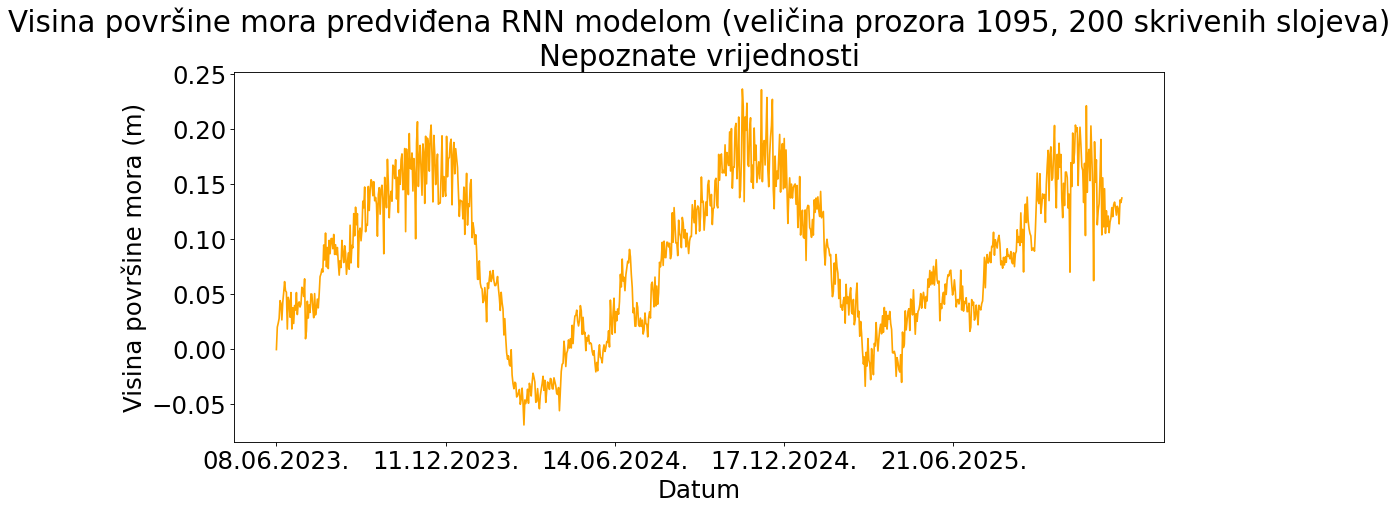 Visina površine mora predviđena RNN modelom (veličina prozora 1095, 200 skrivenih slojeva)
Nepoznate vrijednosti
Visina površine mora (m)
0.25
0.20
0.15
0.10
0.05
0.00
−0.05
08.06.2023. 11.12.2023. 14.06.2024. 17.12.2024. 21.06.2025.
Datum